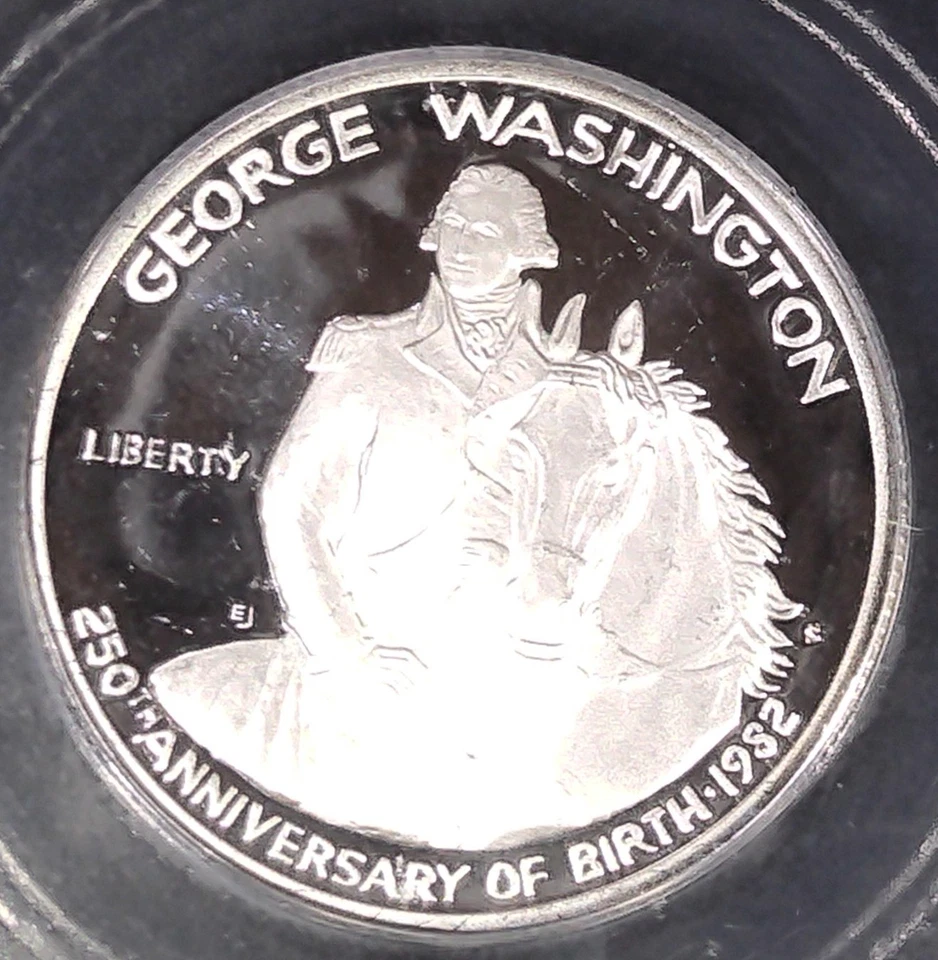 GEORGE WASHINGTON
LIBERTY
EJ
250TH ANNIVERSARY OF BIRTH·1982